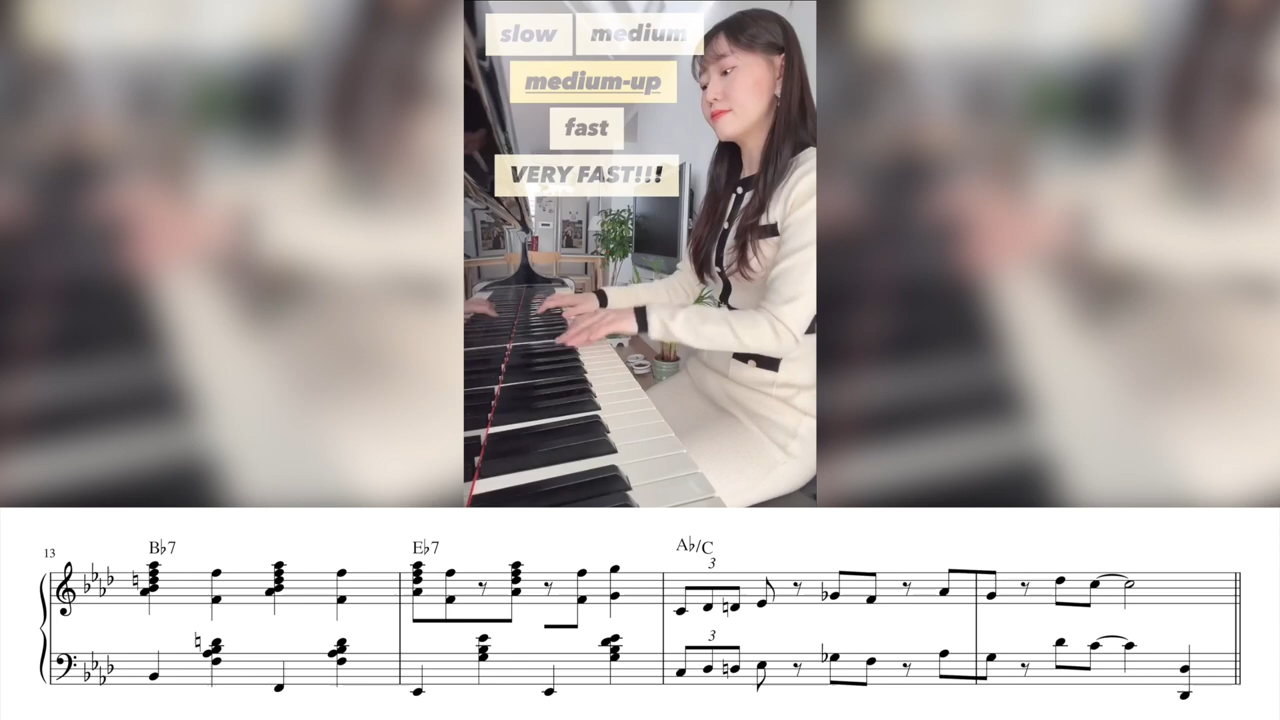 slow medium
medium-up
fast
VERY FAST!!!
13 B♭7 E♭7 A♭/C
3
3